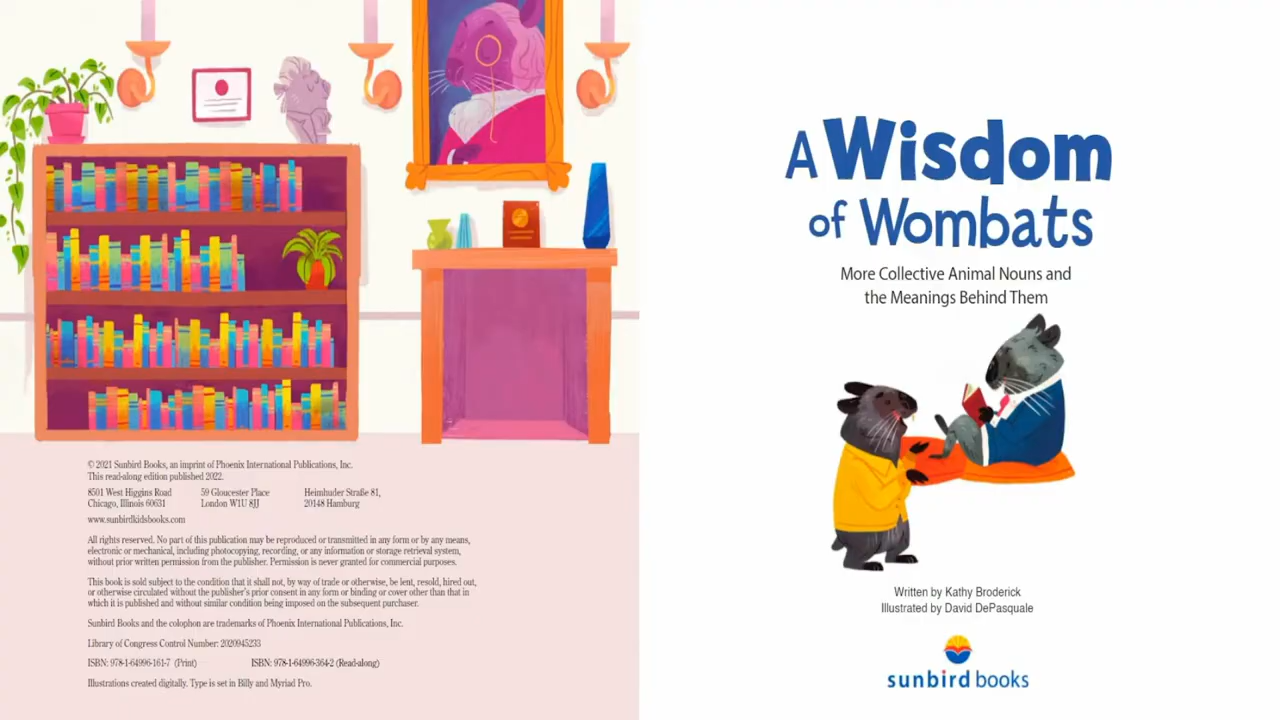 © 2021 Sunbird Books, an imprint of Phoenix International Publications, Inc.
This read-along edition published 2022.
8501 West Higgins Road
Chicago, Illinois 60631
59 Gloucester Place
London W1U 8JJ
Heimhuder Straße 81,
20148 Hamburg
www.sunbirdkidsbooks.com
All rights reserved. No part of this publication may be reproduced or transmitted in any form or by any means,
electronic or mechanical, including photocopying, recording, or any information or storage retrieval system,
without prior written permission from the publisher. Permission is never granted for commercial purposes.
This book is sold subject to the condition that it shall not, by way of trade or otherwise, be lent, resold, hired out,
or otherwise circulated without the publisher's prior consent in any form or binding or cover other than that in
which it is published and without similar condition being imposed on the subsequent purchaser.
Sunbird Books and the colophon are trademarks of Phoenix International Publications, Inc.
Library of Congress Control Number: 2020945233
ISBN: 978-1-64996-161-7 (Print) ISBN: 978-1-64996-364-2 (Read-along)
Illustrations created digitally. Type is set in Billy and Myriad Pro.
A Wisdom
of Wombats
More Collective Animal Nouns and
the Meanings Behind Them
Written by Kathy Broderick
Illustrated by David DePasquale
sunbird books